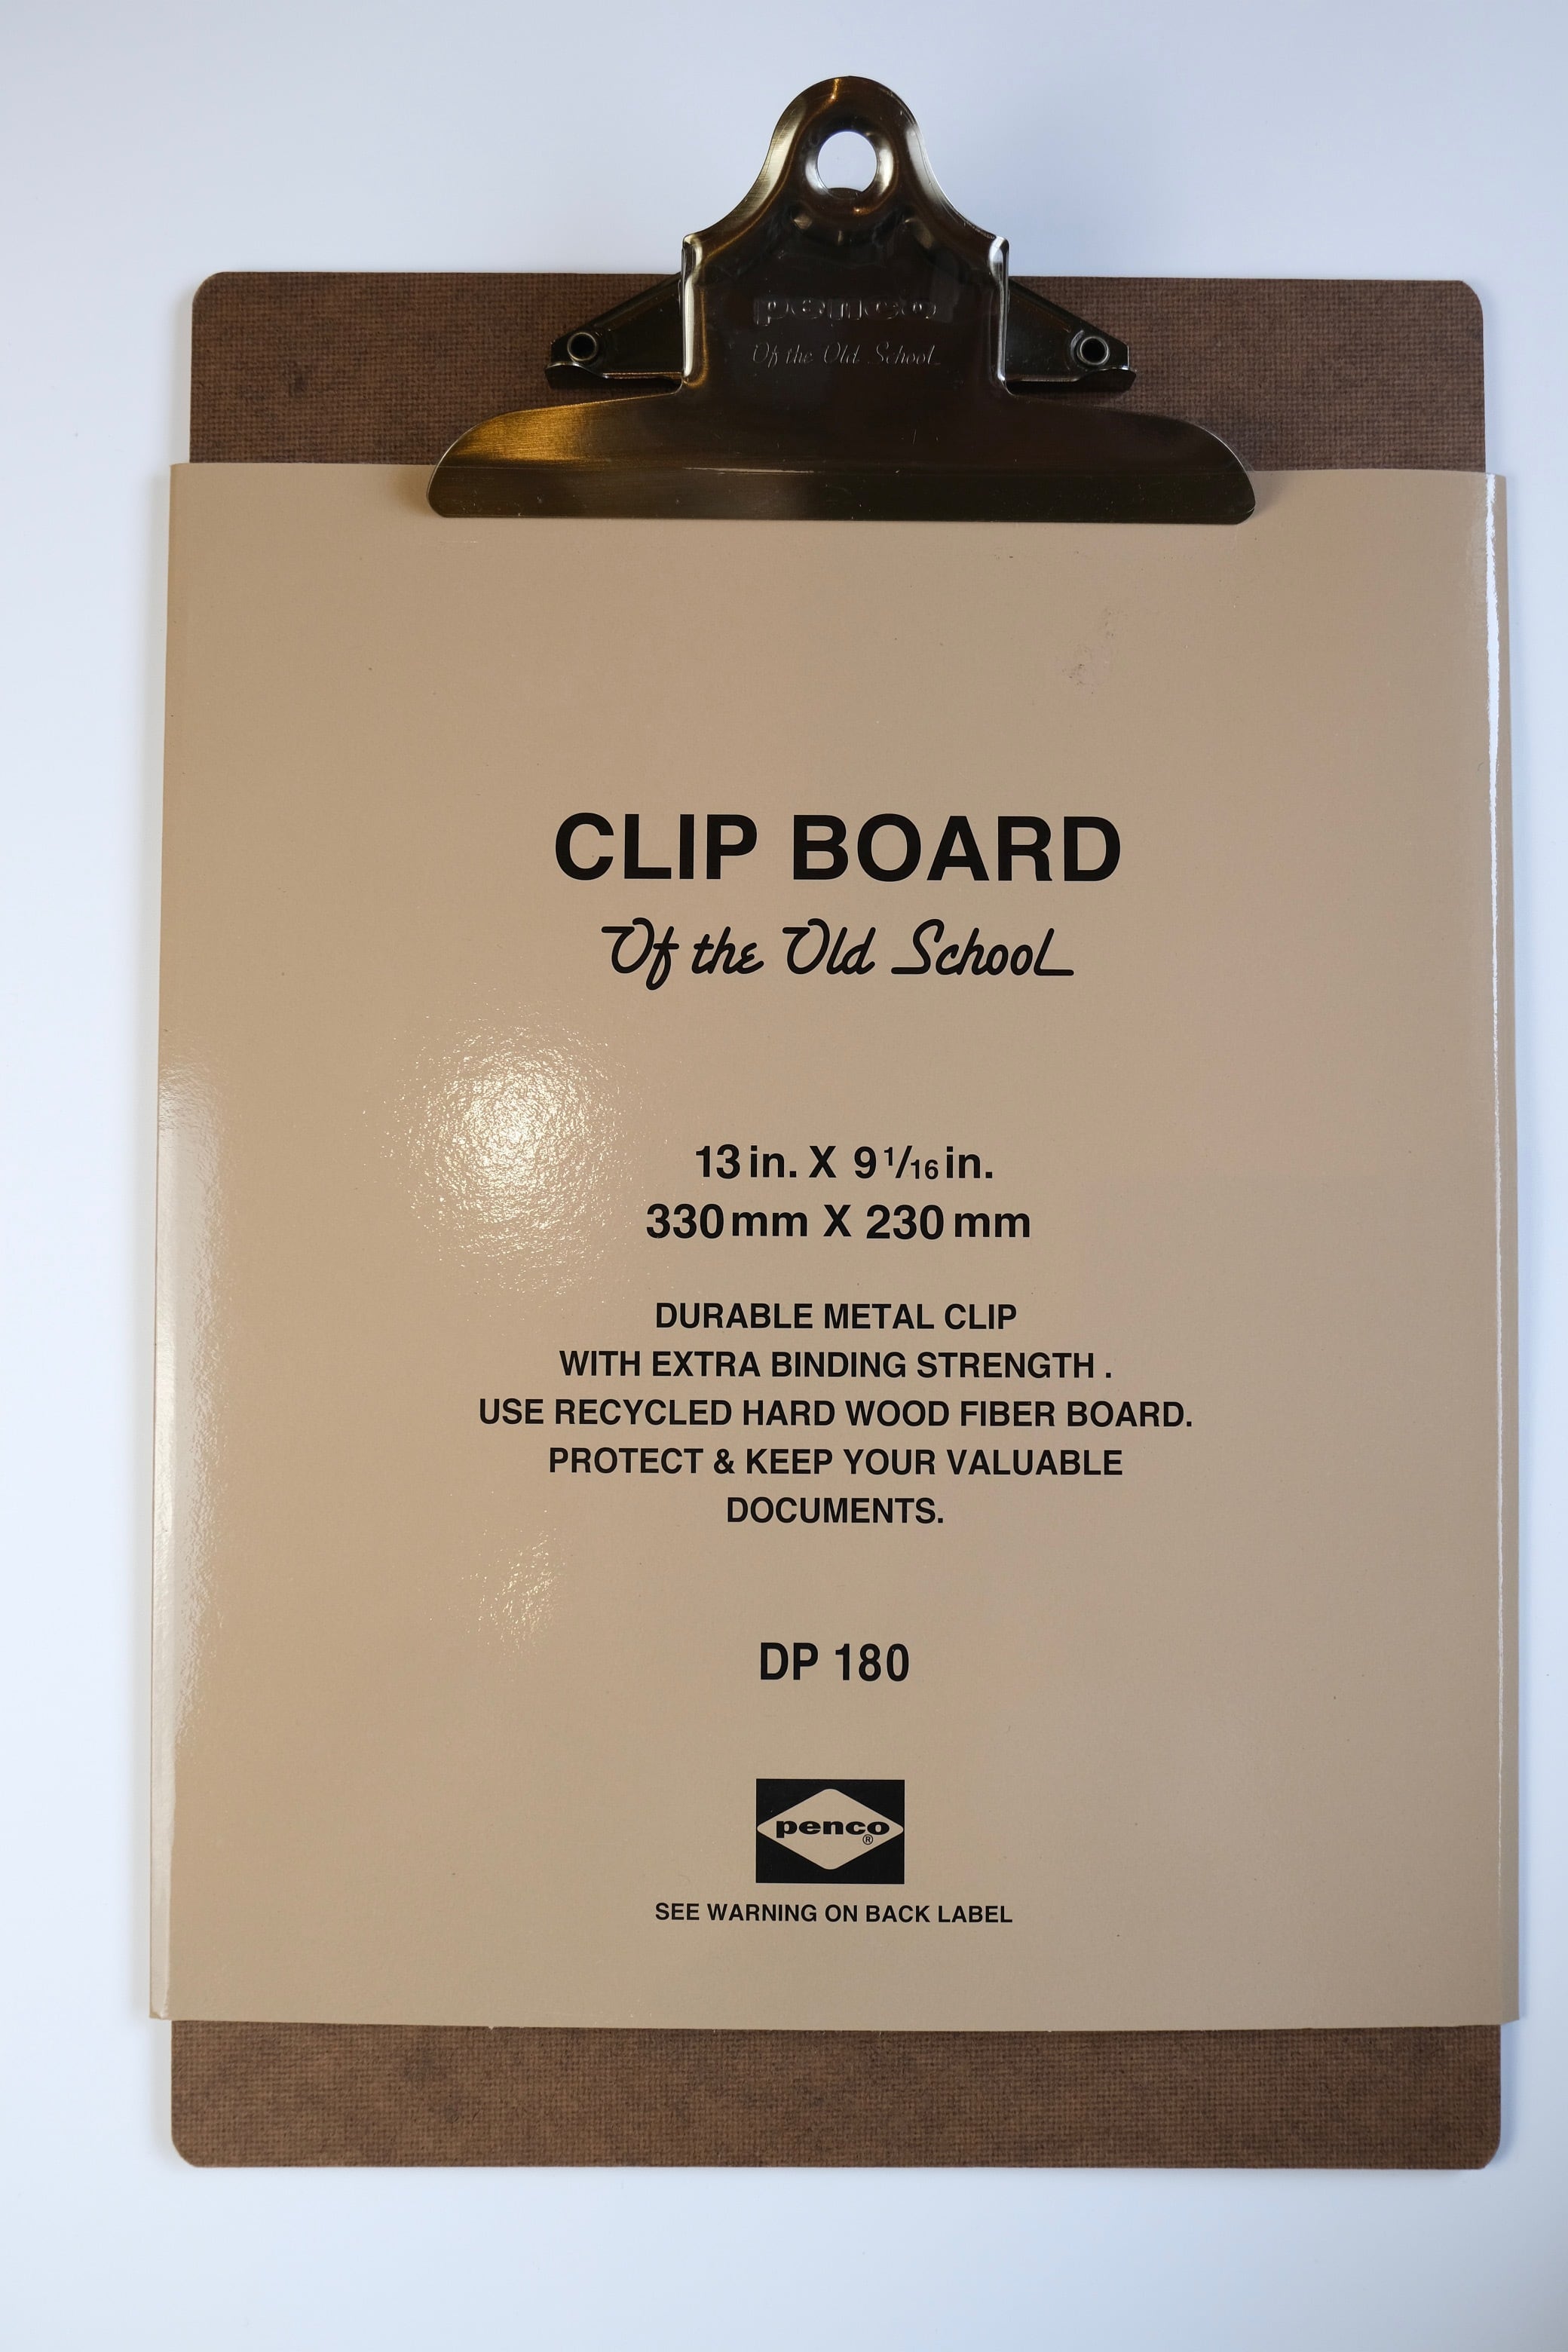 penco
Of the Old School
CLIP BOARD
Of the Old School
13 in. X 9 1/16 in.
330 mm X 230 mm
DURABLE METAL CLIP
WITH EXTRA BINDING STRENGTH .
USE RECYCLED HARD WOOD FIBER BOARD.
PROTECT & KEEP YOUR VALUABLE
DOCUMENTS.
DP 180
penco®
SEE WARNING ON BACK LABEL